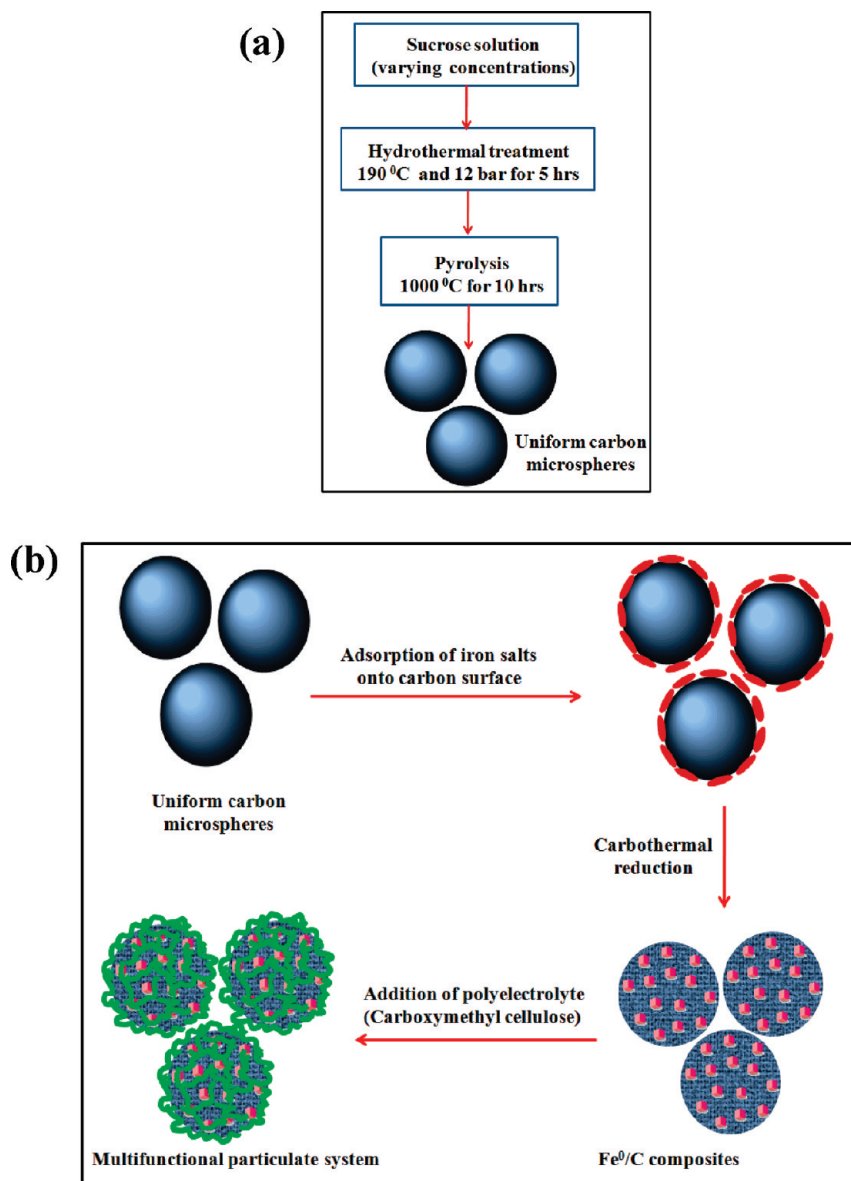 (a)
Sucrose solution
(varying concentrations)
Hydrothermal treatment
190 ⁰C and 12 bar for 5 hrs
Pyrolysis
1000 ⁰C for 10 hrs
Uniform carbon
microspheres
(b)
Adsorption of iron salts
onto carbon surface
Uniform carbon
microspheres
Carbothermal
reduction
Addition of polyelectrolyte
(Carboxymethyl cellulose)
Multifunctional particulate system
Fe⁰/C composites